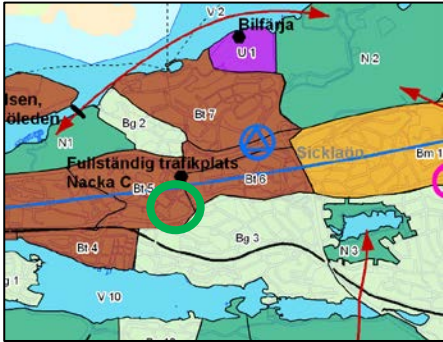 V 2
Bilfärja
U 1
N 2
lsen,
öleden
Bt 7
Bg 2
N1
Sicklaön
Fullständig trafikplats
Nacka C
Bm 1
Bt 5
Bt 6
Bt 4
Bg 3
N 3
g 1
V 10